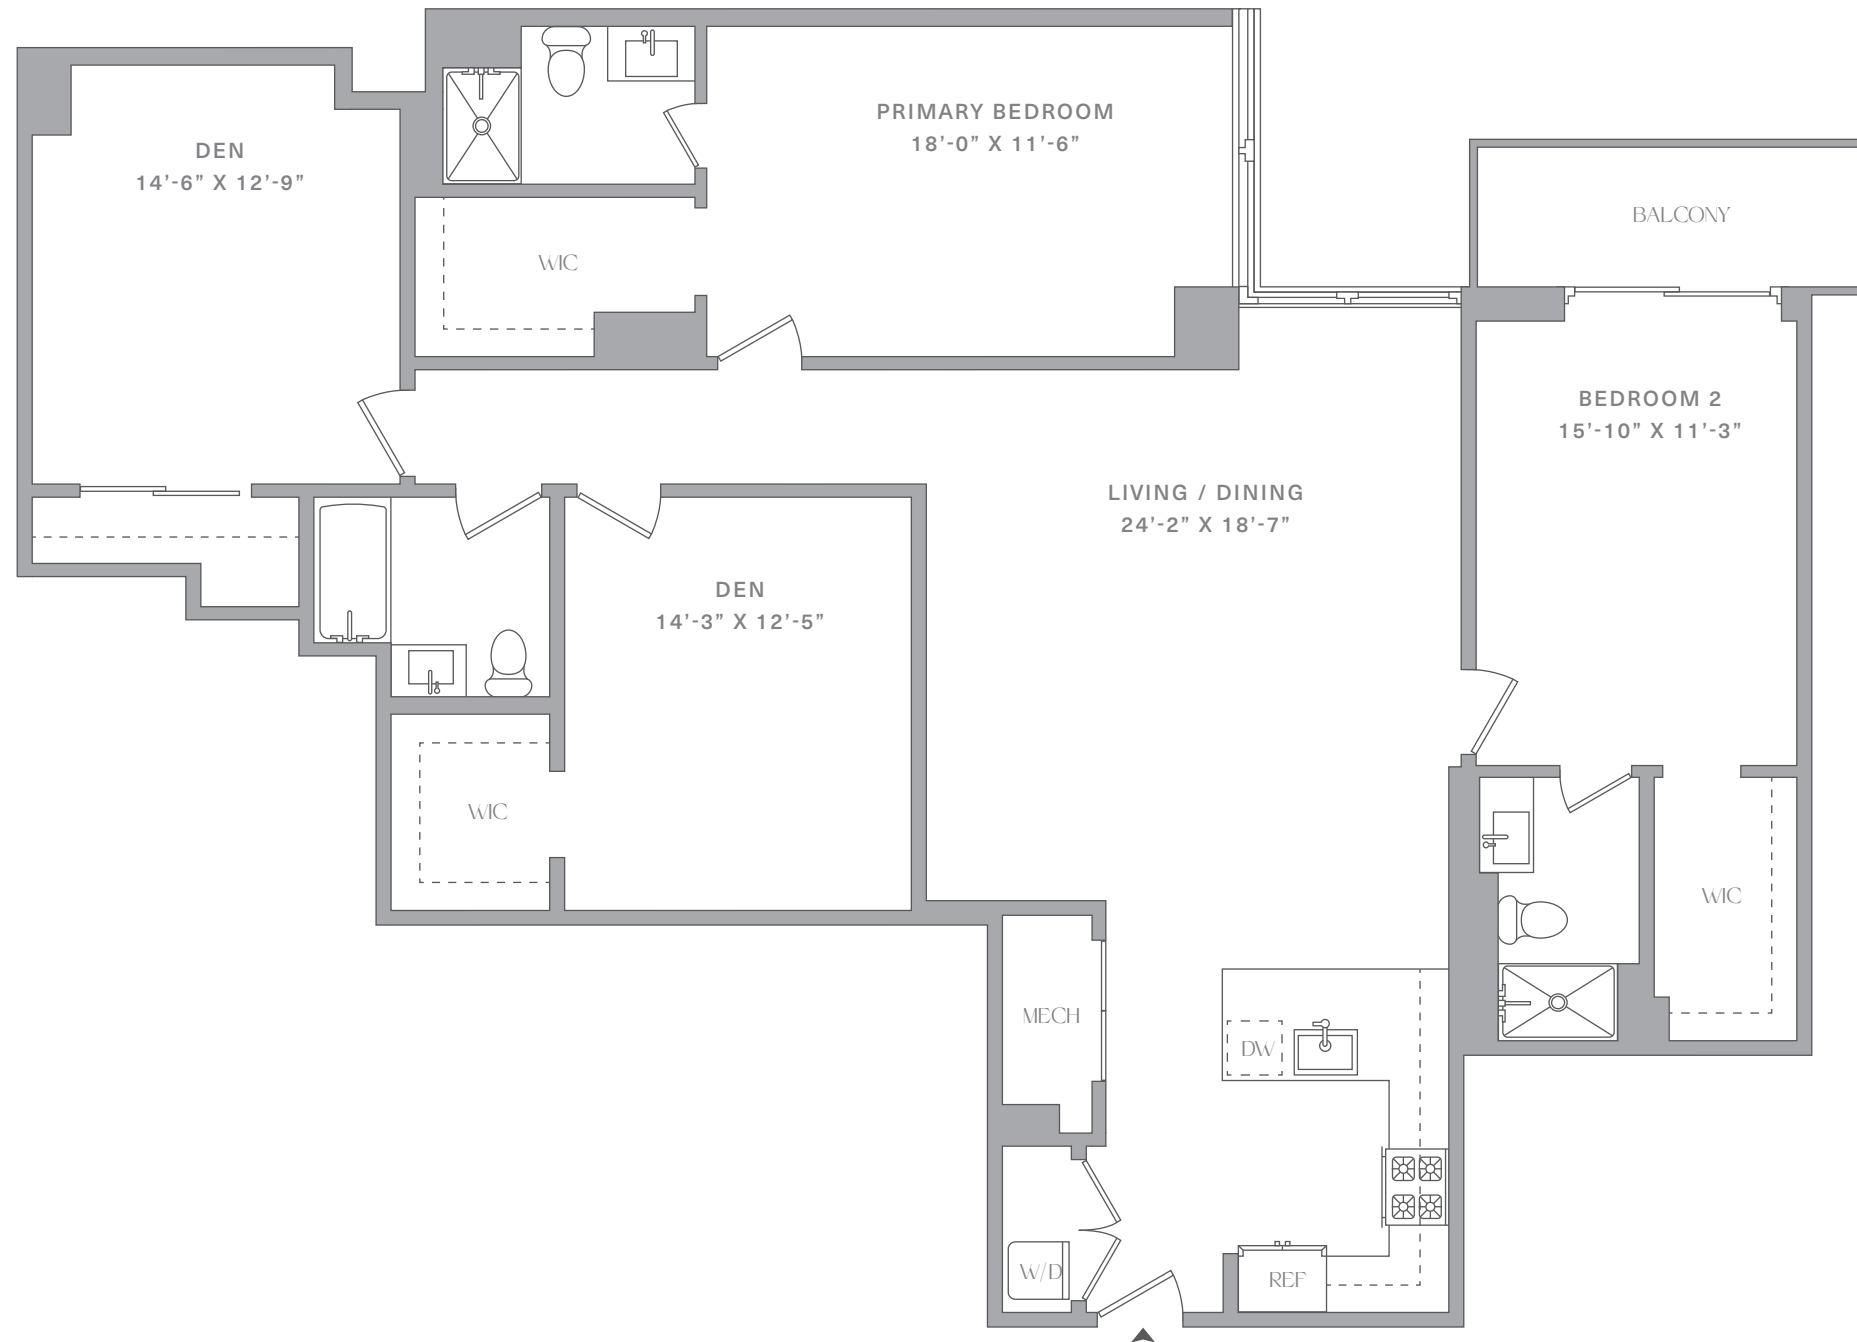 PRIMARY BEDROOM
18’-0” X 11’-6”
DEN
14’-6” X 12’-9”
BALCONY
WIC
BEDROOM 2
15’-10” X 11’-3”
LIVING / DINING
24’-2” X 18’-7”
DEN
14’-3” X 12’-5”
WIC
WIC
MECH
DW
W/D
REF